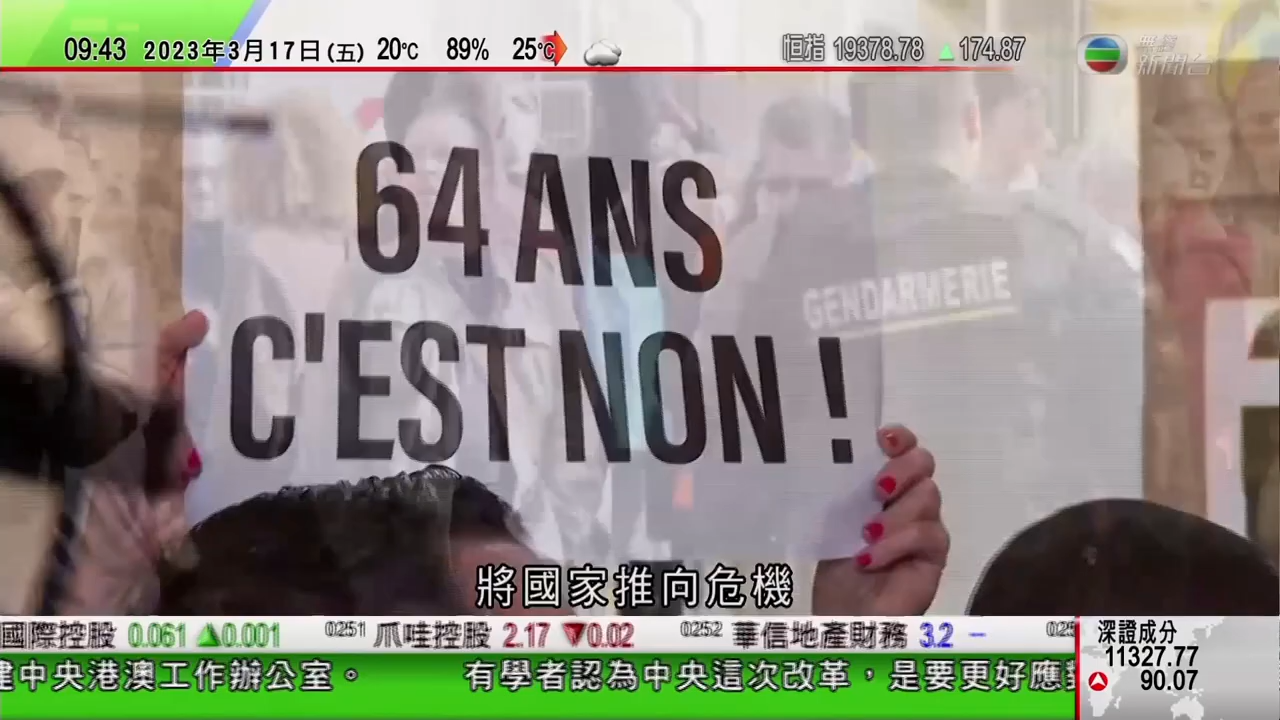 09:43 2023年3月17日(五) 20℃ 89% 25℃ 恒指 19378.78 ▲174.87 無綫新聞台
64 ANS
C'EST NON !
GENDARMERIE
將國家推向危機
國際控股 0.061 ▲0.001 0251 爪哇控股 2.17 ▼0.02 0252 華信地產財務 3.2 –
建中央港澳工作辦公室。 有學者認為中央這次改革，是要更好應
深證成分
11327.77
90.07